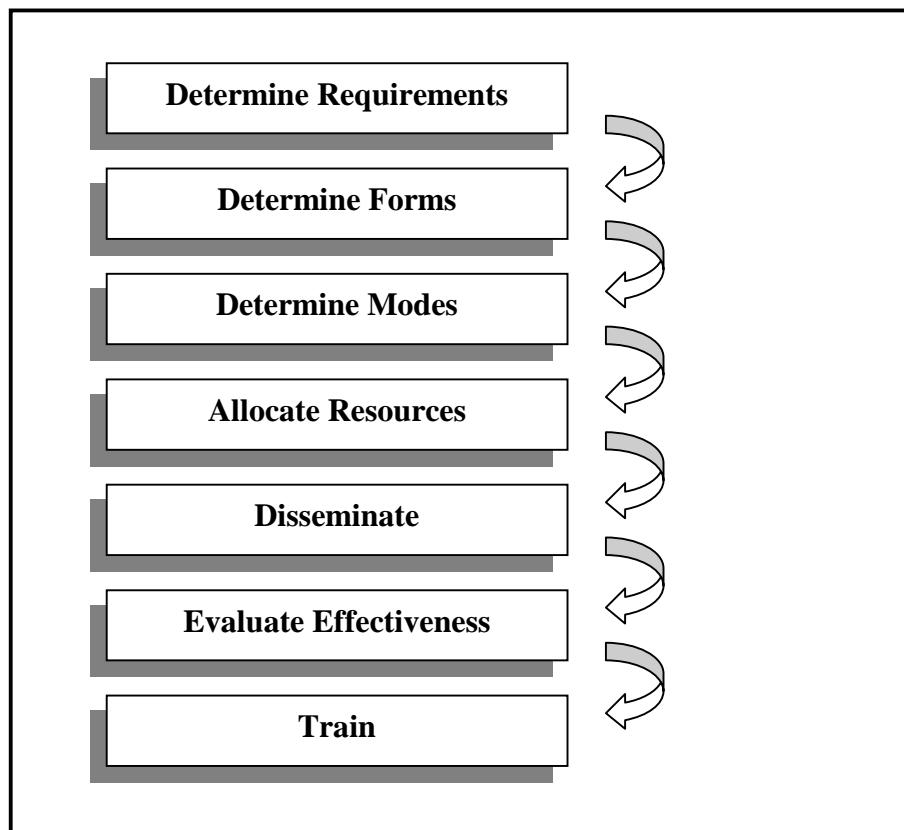 Determine Requirements
Determine Forms
Determine Modes
Allocate Resources
Disseminate
Evaluate Effectiveness
Train